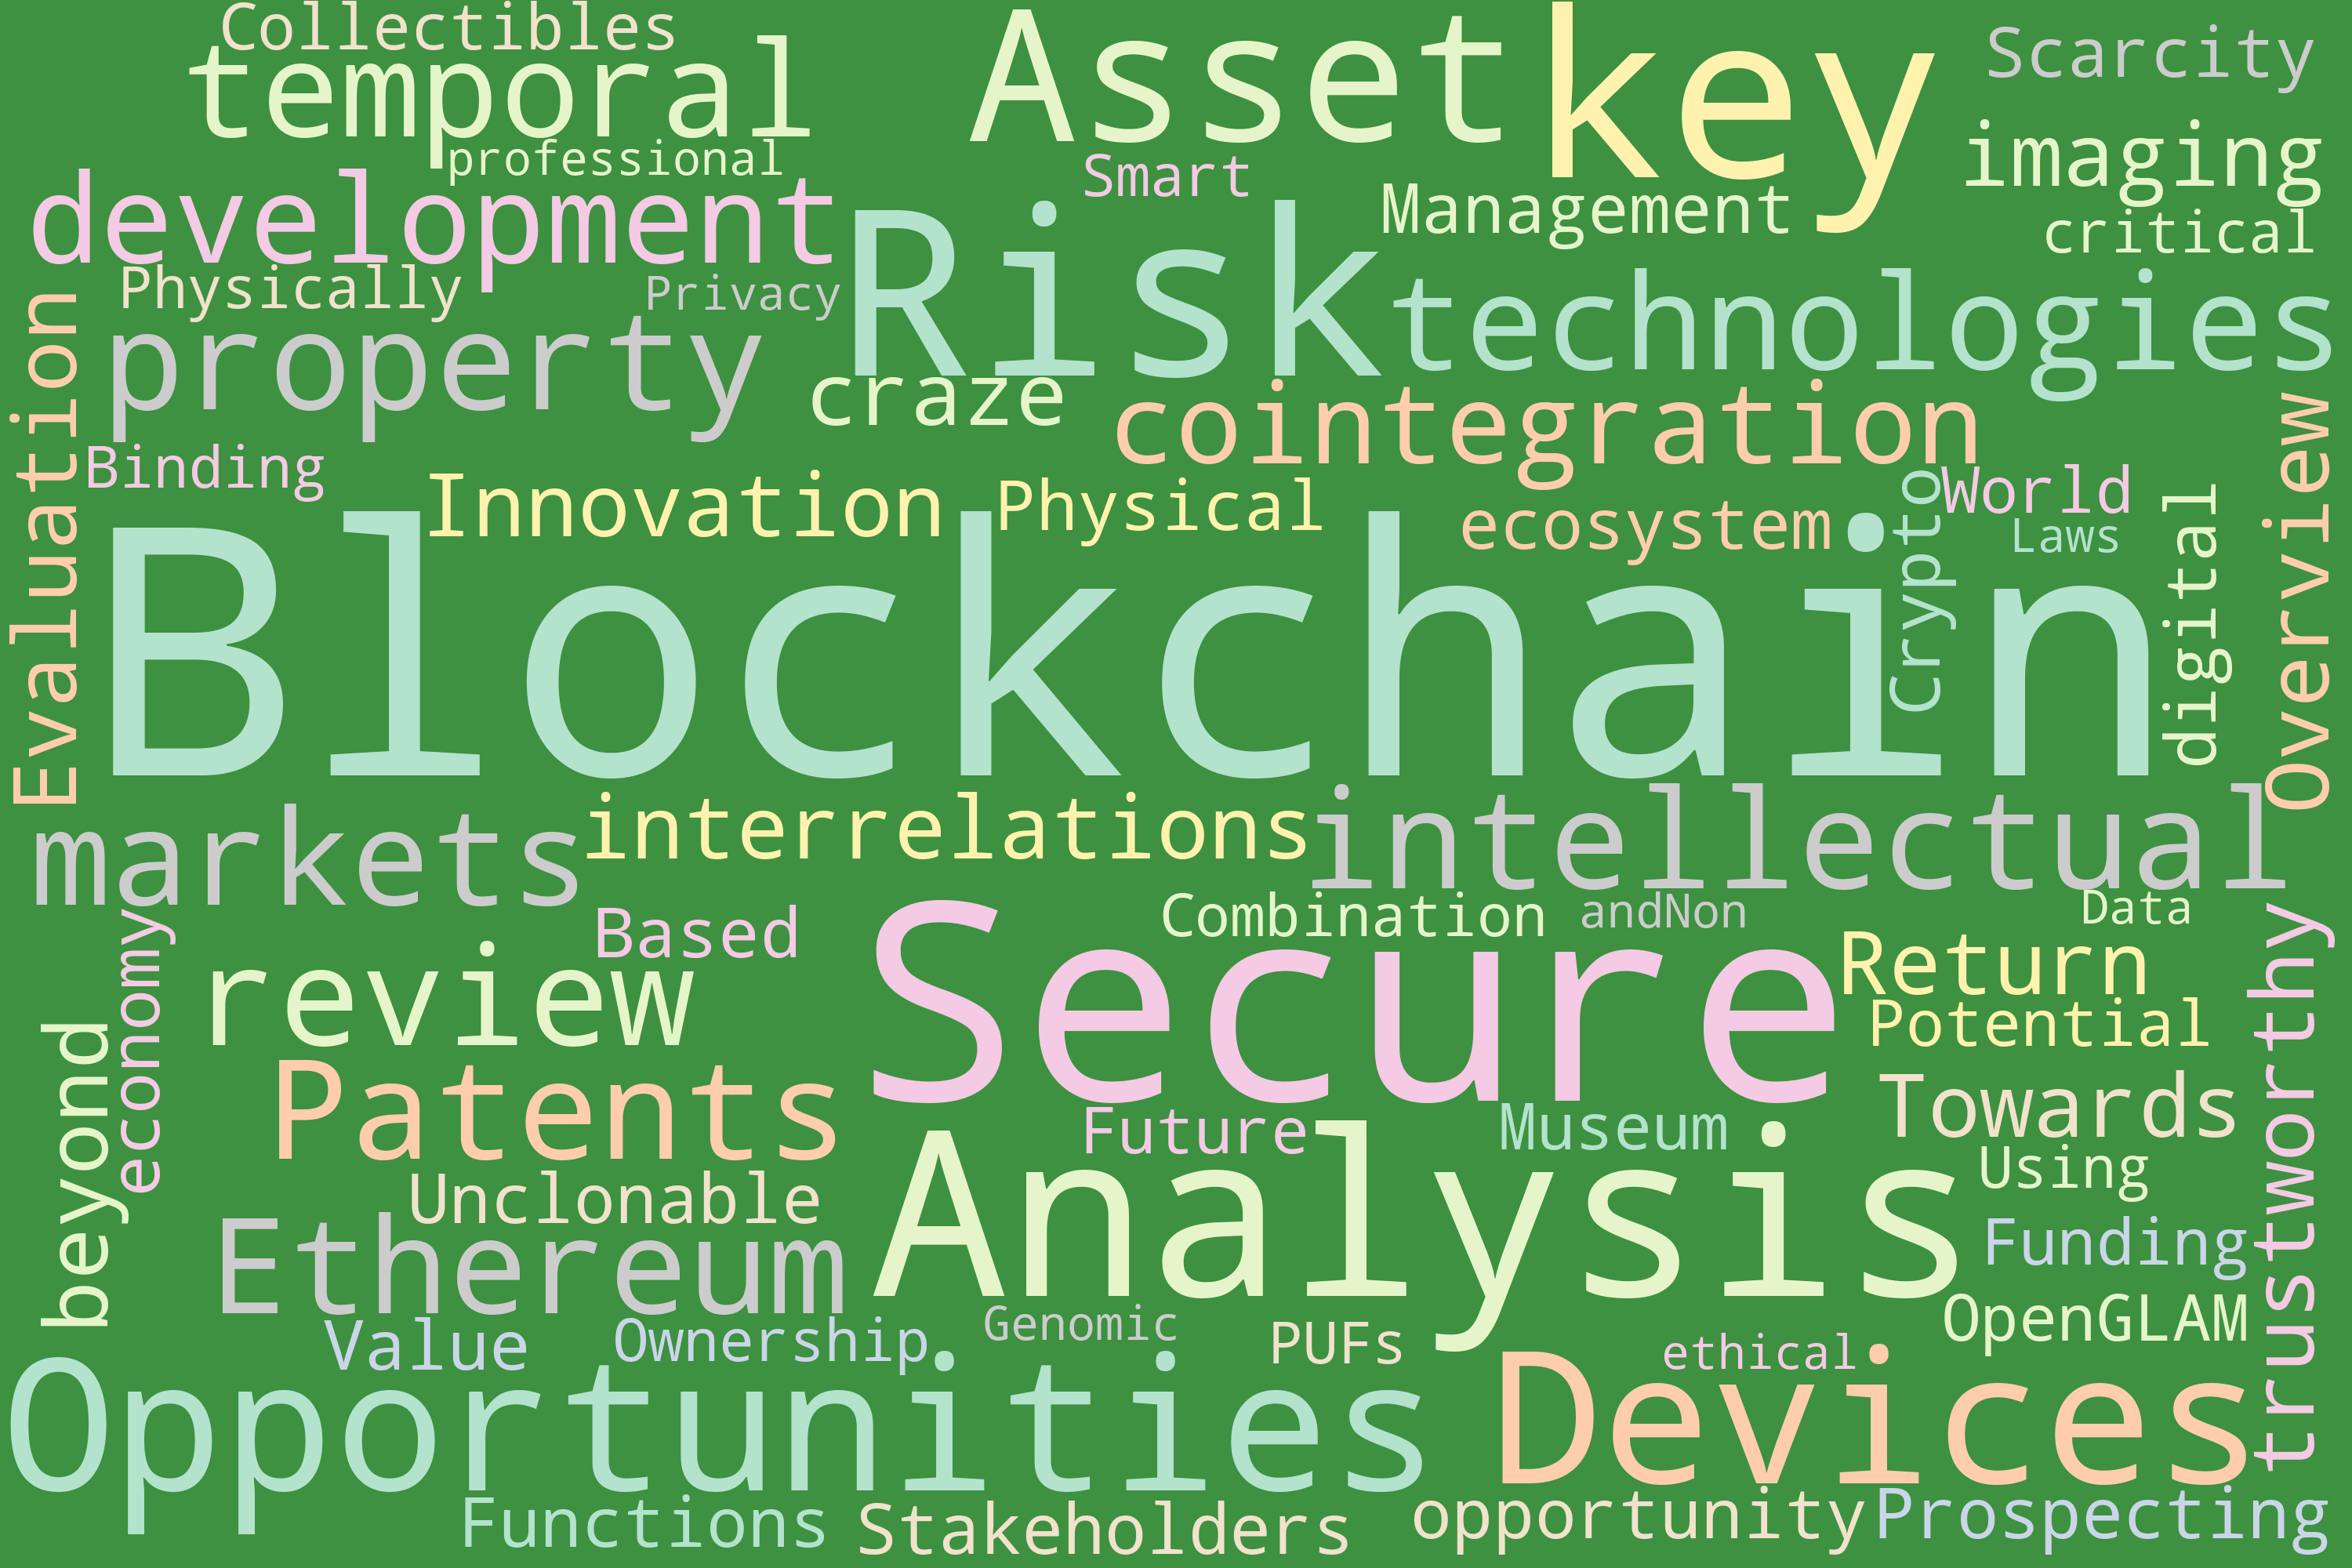 Collectibles
temporal
Asset
key
Scarcity
professional
Smart
imaging
development
Management
critical
Physically
Privacy
Risk
technologies
property
craze
cointegration
Evaluation
Binding
Innovation
Physical
ecosystem
World
Crypto
Laws
digital
Overview
Blockchain
markets
interrelations
intellectual
Based
Combination
andNon
Data
economy
review
Secure
Return
Potential
beyond
Patents
Future
Museum
Towards
trustworthy
Unclonable
Analysis
Using
Ethereum
Funding
Value
Ownership
Genomic
PUFs
ethical
OpenGLAM
Opportunities
Devices
Functions
Stakeholders
opportunity
Prospecting